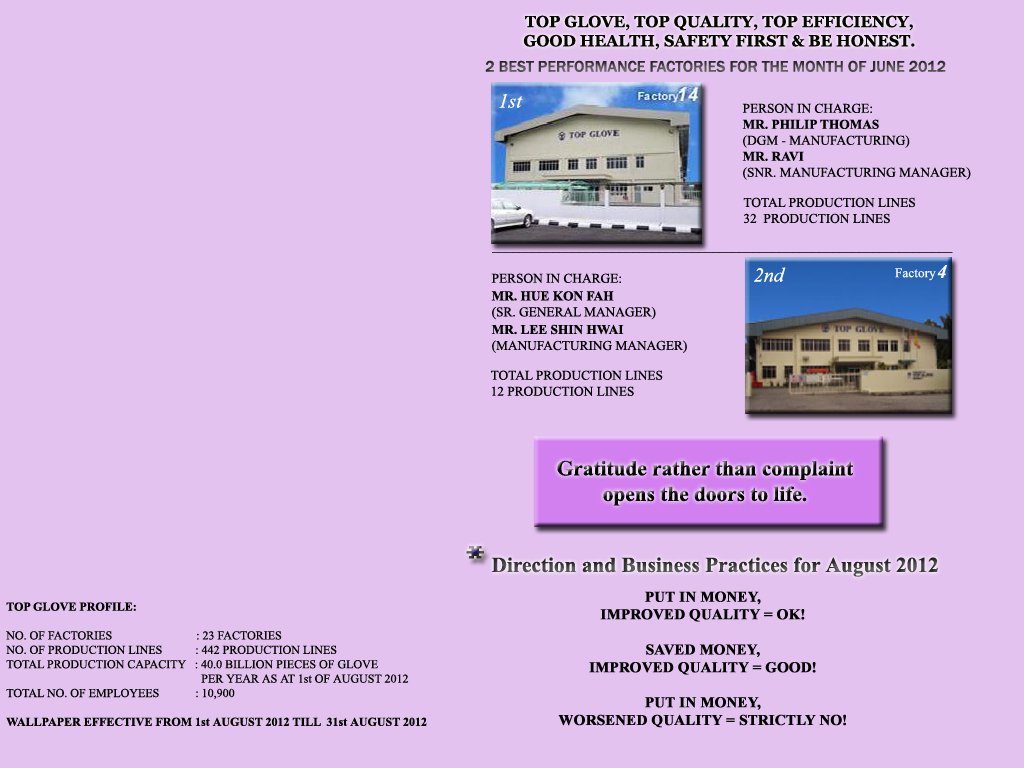 TOP GLOVE, TOP QUALITY, TOP EFFICIENCY,
GOOD HEALTH, SAFETY FIRST & BE HONEST.
2 BEST PERFORMANCE FACTORIES FOR THE MONTH OF JUNE 2012
1st
Factory 14
TOP GLOVE
PERSON IN CHARGE:
MR. PHILIP THOMAS
(DGM - MANUFACTURING)
MR. RAVI
(SNR. MANUFACTURING MANAGER)
TOTAL PRODUCTION LINES
32 PRODUCTION LINES
PERSON IN CHARGE:
MR. HUE KON FAH
(SR. GENERAL MANAGER)
MR. LEE SHIN HWAI
(MANUFACTURING MANAGER)
TOTAL PRODUCTION LINES
12 PRODUCTION LINES
2nd
Factory 4
TOP GLOVE
Gratitude rather than complaint
opens the doors to life.
Direction and Business Practices for August 2012
PUT IN MONEY,
IMPROVED QUALITY = OK!
SAVED MONEY,
IMPROVED QUALITY = GOOD!
PUT IN MONEY,
WORSENED QUALITY = STRICTLY NO!
TOP GLOVE PROFILE:
NO. OF FACTORIES : 23 FACTORIES
NO. OF PRODUCTION LINES : 442 PRODUCTION LINES
TOTAL PRODUCTION CAPACITY : 40.0 BILLION PIECES OF GLOVE
PER YEAR AS AT 1st OF AUGUST 2012
TOTAL NO. OF EMPLOYEES : 10,900
WALLPAPER EFFECTIVE FROM 1st AUGUST 2012 TILL 31st AUGUST 2012